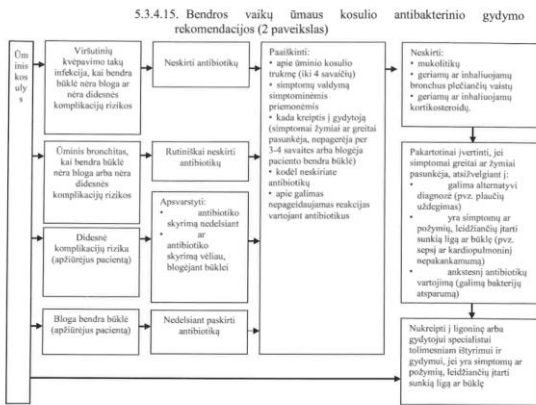 5.3.4.15. Bendros vaikų ūmaus kosulio antibakterinio gydymo
rekomendacijos (2 paveikslas)
Ūm
inis
kos
uly
s
Viršutinių
kvėpavimo takų
infekcija, kai bendra
būklė nėra bloga ar
nėra didesnės
komplikacijų rizikos
Neskirti antibiotikų
Ūminis bronchitas,
kai bendra būklė
nėra bloga arba nėra
didesnės
komplikacijų rizikos
Rutiniškai neskirti
antibiotikų
Didesnė
komplikacijų rizika
(apžiūrėjus pacientą)
Apsvarstyti:
• antibiotiko
skyrimą nedelsiant
• ar
antibiotiko
skyrimą vėliau,
blogėjant būklei
Bloga bendra būklė
(apžiūrėjus pacientą)
Nedelsiant paskirti
antibiotiką
Paaiškinti:
• apie ūminio kosulio
trukmę (iki 4 savaičių)
• simptomų valdymą
simptominėmis
priemonėmis
• kada kreiptis į gydytoją
(simptomai žymiai ar greitai
pasunkėja, nepagerėja per
3-4 savaites arba blogėja
paciento bendra būklė)
• kodėl neskiriate
antibiotikų
• apie galimas
nepageidaujamas reakcijas
vartojant antibiotikus
Neskirti:
• mukolitikų
• geriamų ar inhaliuojamų
bronchus plečiančių vaistų
• geriamų ar inhaliuojamų
kortikosteroidų.
Pakartotinai įvertinti, jei
simptomai greitai ar žymiai
pasunkėja, atsižvelgiant į:
• galima alternatyvi
diagnozė (pvz. plaučių
uždegimas)
• yra simptomų ar
požymių, leidžiančių įtarti
sunkią ligą ar būklę (pvz.
sepsį ar kardiopulmoninį
nepakankamumą)
• ankstesnį antibiotikų
vartojimą (galimą bakterijų
atsparumą)
Nukreipti į ligoninę arba
gydytojui specialistui
tolimesniam ištyrimui ir
gydymui, jei yra simptomų ar
požymių, leidžiančių įtarti
sunkią ligą ar būklę